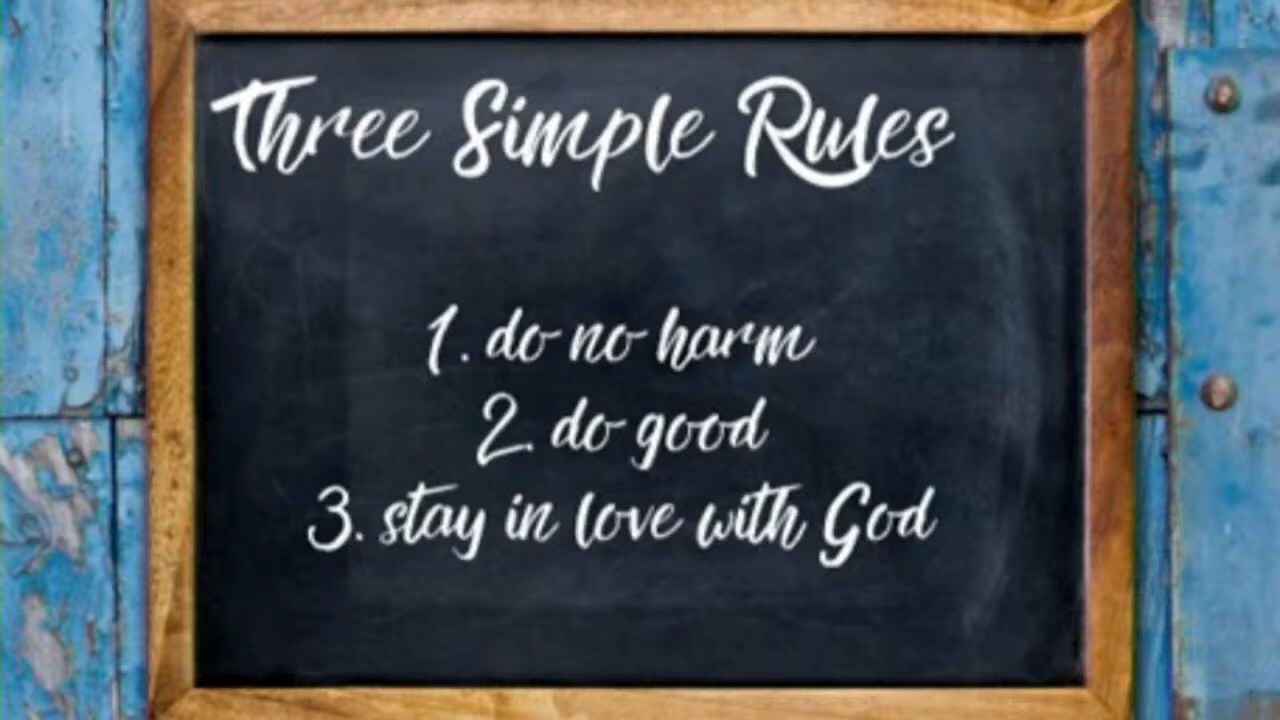 Three Simple Rules
1. do no harm
2. do good
3. stay in love with God